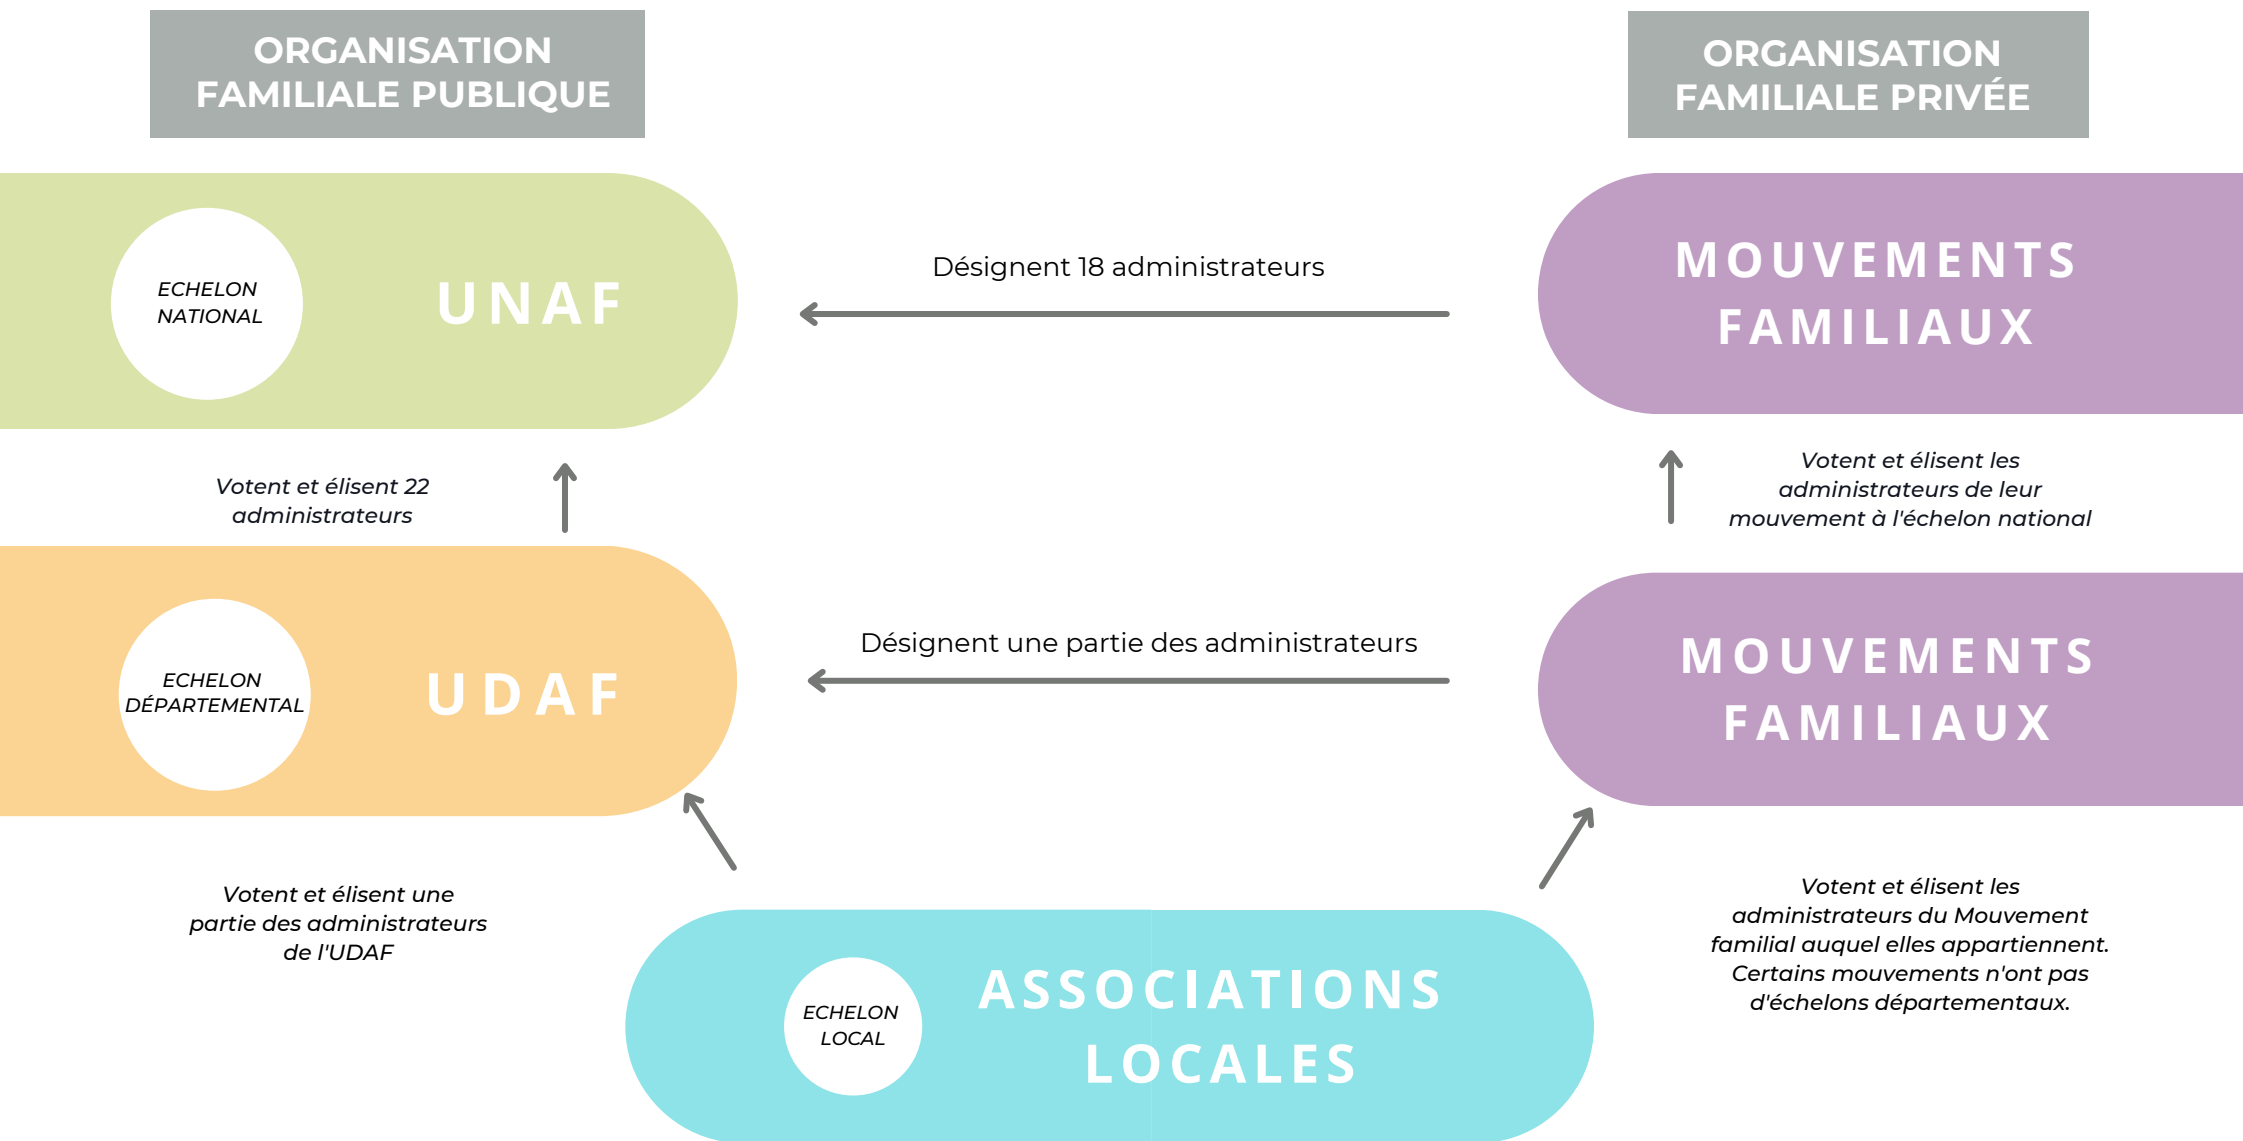 ORGANISATION
FAMILIALE PUBLIQUE
ORGANISATION
FAMILIALE PRIVÉE
ECHELON
NATIONAL
UNAF
Désignent 18 administrateurs
MOUVEMENTS
FAMILIAUX
Votent et élisent 22
administrateurs
Votent et élisent les
administrateurs de leur
mouvement à l'échelon national
ECHELON
DÉPARTEMENTAL
UDAF
Désignent une partie des administrateurs
MOUVEMENTS
FAMILIAUX
Votent et élisent une
partie des administrateurs
de l'UDAF
ECHELON
LOCAL
ASSOCIATIONS
LOCALES
Votent et élisent les
administrateurs du Mouvement
familial auquel elles appartiennent.
Certains mouvements n'ont pas
d'échelons départementaux.